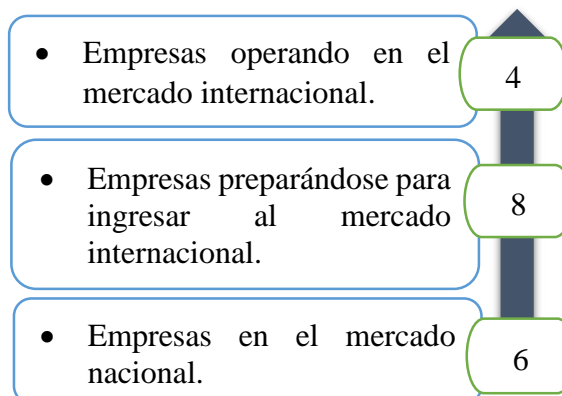 • Empresas operando en el
mercado internacional.
4
• Empresas preparándose para
ingresar al mercado
internacional.
8
• Empresas en el mercado
nacional.
6